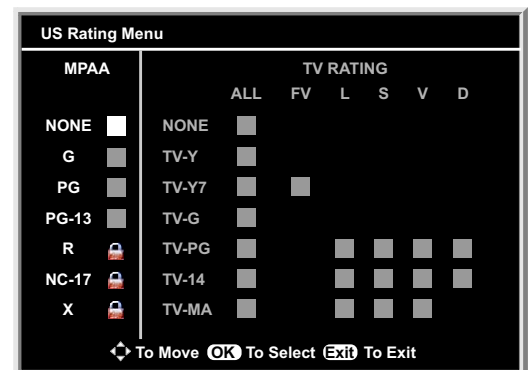 US Rating Menu
MPAA TV RATING
ALL FV L S V D
NONE NONE
G TV-Y
PG TV-Y7
PG-13 TV-G
R TV-PG
NC-17 TV-14
X TV-MA
To Move OK To Select Exit To Exit